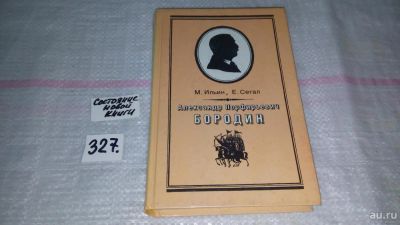 М. Ильин, Е. Сегал
Александр Порфирьевич
БОРОДИН
Состояние
новой
книги
327.
au.ru